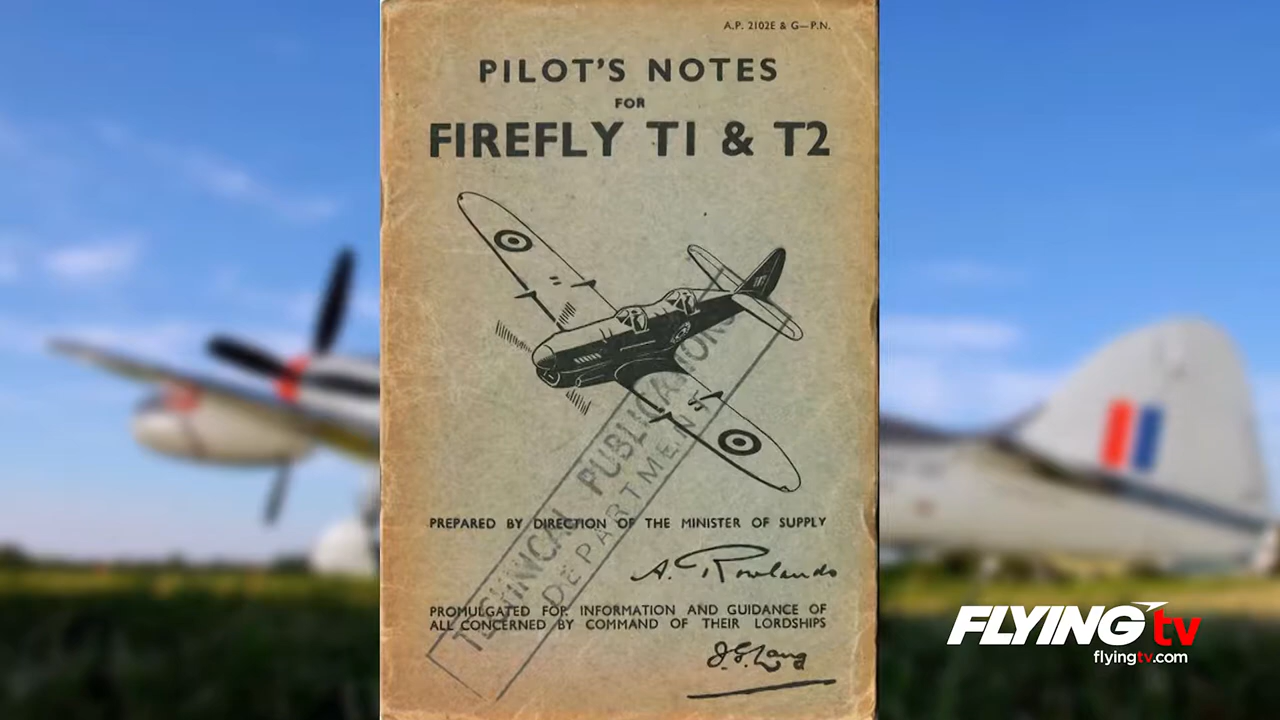 A.P. 2102E & G—P.N.
PILOT'S NOTES
FOR
FIREFLY T1 & T2
TECHNICAL PUBLICATIONS
DEPARTMENT
PREPARED BY DIRECTION OF THE MINISTER OF SUPPLY
A. Rowlands
PROMULGATED FOR INFORMATION AND GUIDANCE OF
ALL CONCERNED BY COMMAND OF THEIR LORDSHIPS
J.G. Lang
FLYING tv
flyingtv.com